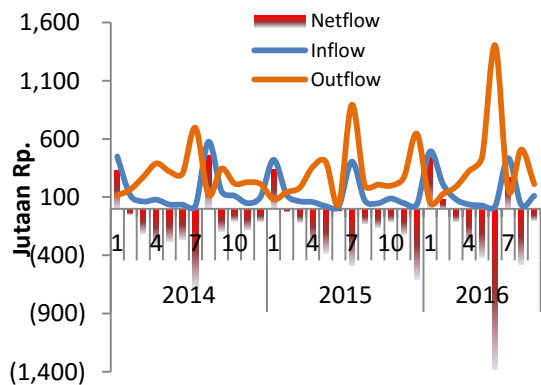 Netflow
Inflow
Outflow
Jutaan Rp.
1,600
1,100
600
100
(400)
(900)
(1,400)
1 4 7 10 1 4 7 10 1 4 7
2014 2015 2016